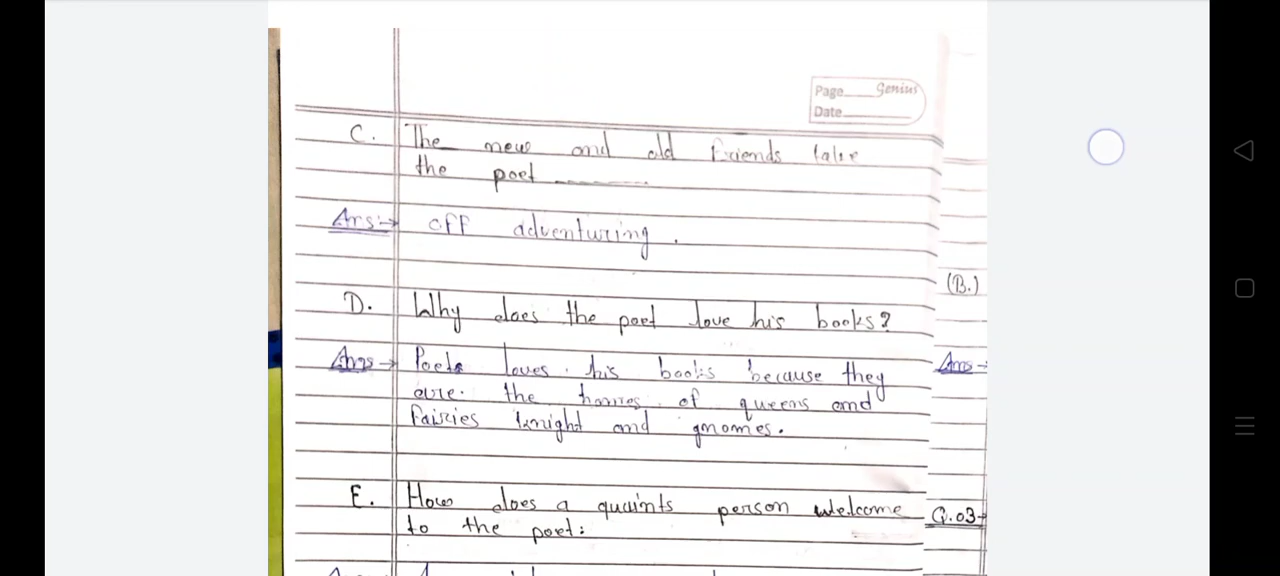 Page Genius
Date
C. The new and old friends take
the poet
Ans:→ off adventuring.
(B.)
D. Why does the poet love his books?
Ans → Poets loves his books because they
Ans →
are the homes of queens and
fairies knight and gnomes.
E. How does a quaints person welcome
Q.03→
to the poet: